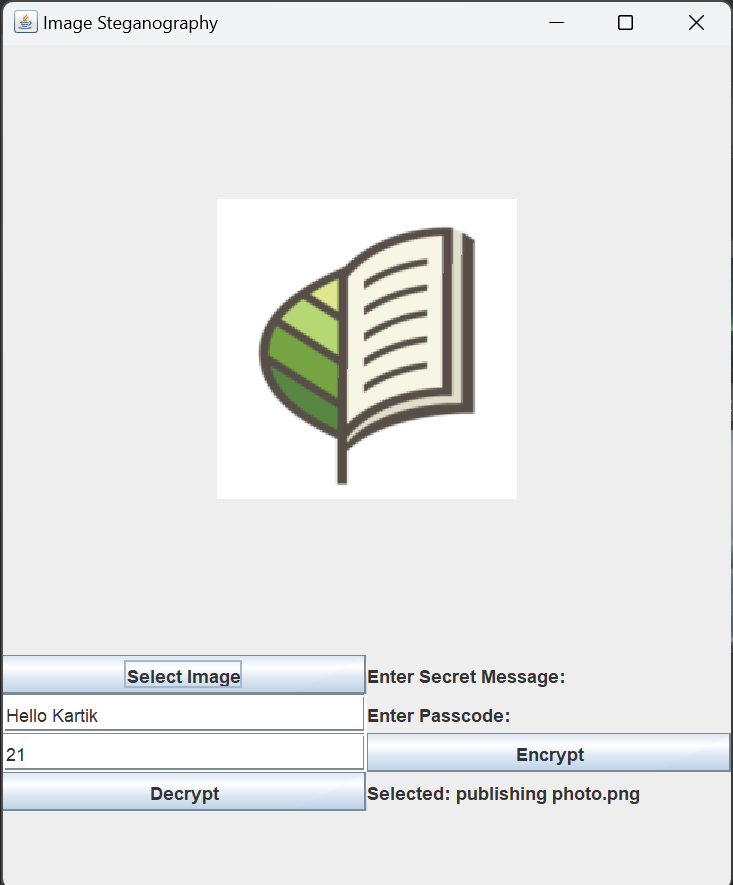 Image Steganography
Select Image
Enter Secret Message:
Hello Kartik
Enter Passcode:
21
Encrypt
Decrypt
Selected: publishing photo.png